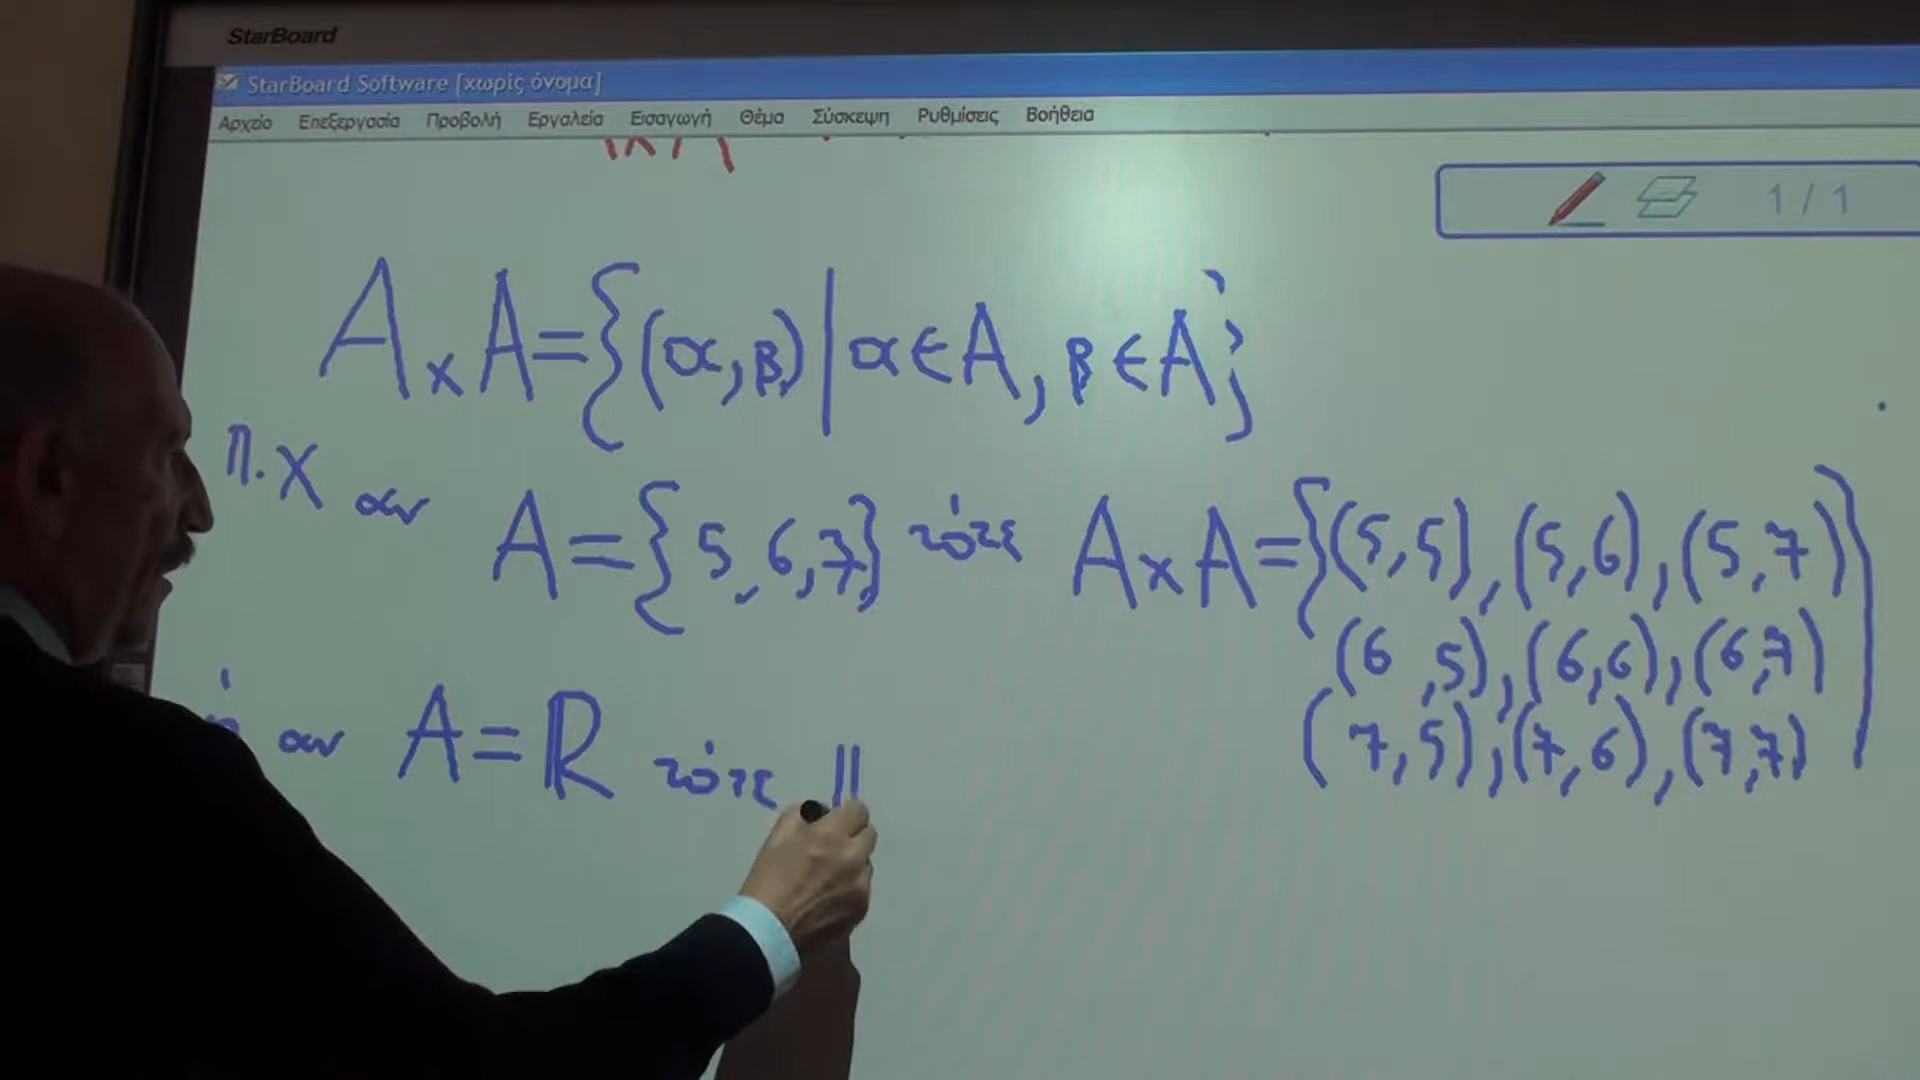 StarBoard
StarBoard Software [χωρίς όνομα]
Αρχείο Επεξεργασία Προβολή Εργαλεία Εισαγωγή Θέμα Σύσκεψη Ρυθμίσεις Βοήθεια
1 / 1
A x A = {(α, β) | α ∈ A, β ∈ A}
π.χ αν A = {5, 6, 7} τότε A x A = {(5,5), (5,6), (5,7)
(6,5), (6,6), (6,7)
(7,5), (7,6), (7,7)}
ή αν A = ℝ τότε